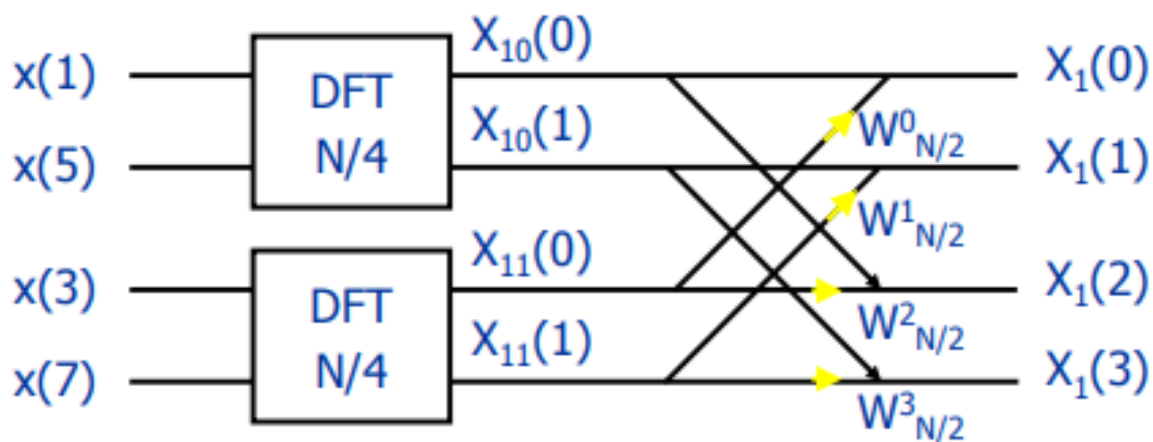 x(1)
x(5)
x(3)
x(7)
DFT
N/4
DFT
N/4
X₁₀(0)
X₁₀(1)
X₁₁(0)
X₁₁(1)
W⁰N/2
W¹N/2
W²N/2
W³N/2
X₁(0)
X₁(1)
X₁(2)
X₁(3)